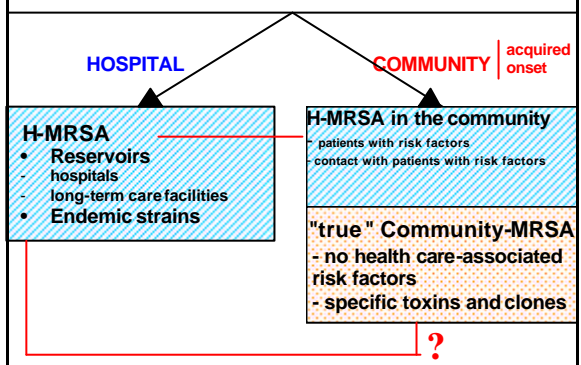 HOSPITAL
COMMUNITY
acquired
onset
H-MRSA
• Reservoirs
- hospitals
- long-term care facilities
• Endemic strains
H-MRSA in the community
- patients with risk factors
- contact with patients with risk factors
"true" Community-MRSA
- no health care-associated
risk factors
- specific toxins and clones
?